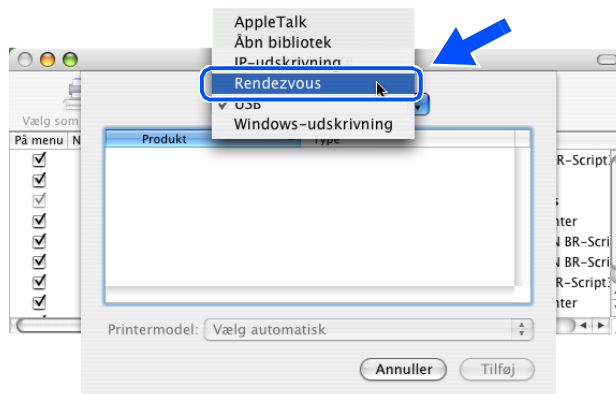 AppleTalk
Åbn bibliotek
IP-udskrivning
Rendezvous
USB
Windows-udskrivning
Vælg som
På menu N
Produkt Type
R-Script
nter
N BR-Scri
N BR-Scri
R-Script
nter
Printermodel: Vælg automatisk
Annuller Tilføj